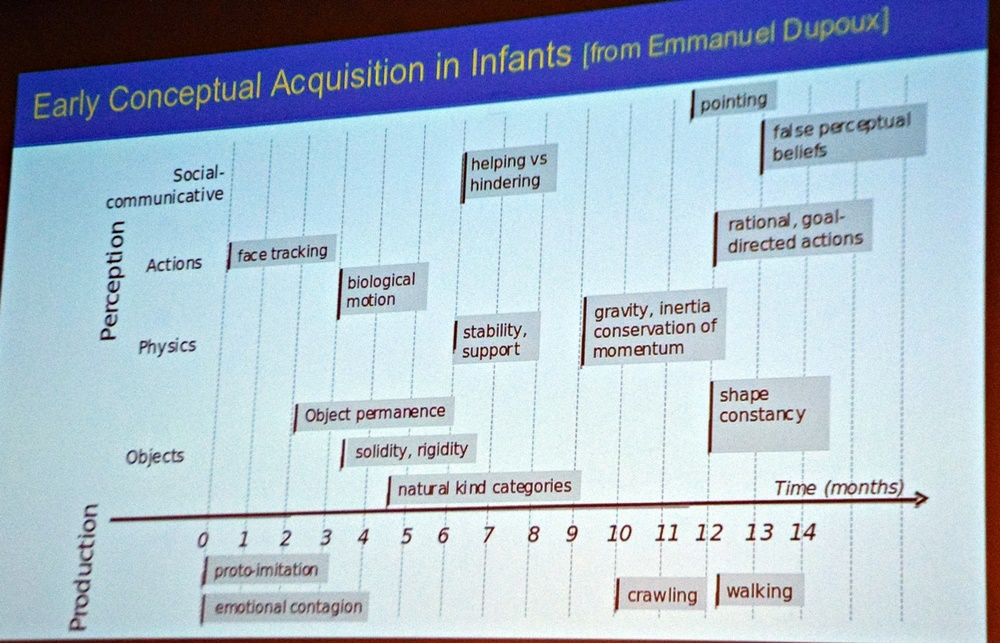 Early Conceptual Acquisition in Infants [from Emmanuel Dupoux]
pointing
false perceptual
beliefs
Social-
communicative
helping vs
hindering
Perception
rational, goal-
directed actions
Actions
face tracking
biological
motion
gravity, inertia
conservation of
momentum
Physics
stability,
support
shape
constancy
Object permanence
Objects
solidity, rigidity
natural kind categories
Time (months)
Production
0 1 2 3 4 5 6 7 8 9 10 11 12 13 14
proto-imitation
crawling
walking
emotional contagion